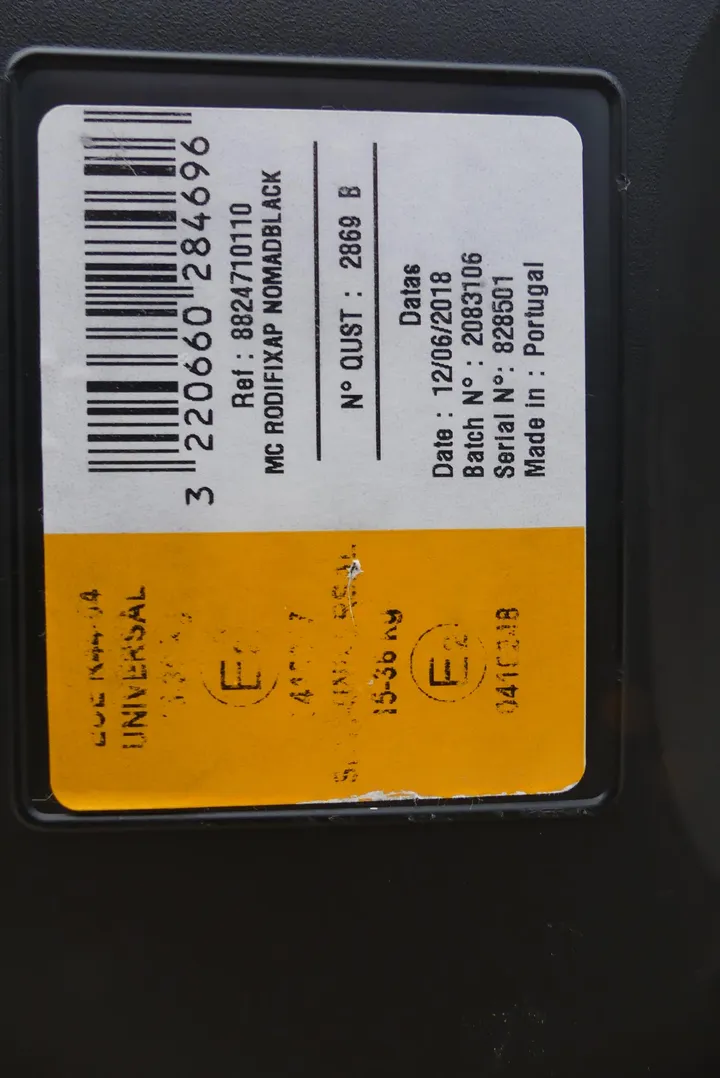 3 220660 284696
Ref : 8824710110
MC RODIFIXAP NOMADBLACK
N° QUST : 2869 B
Datas
Date : 12/06/2018
Batch N° : 2083106
Serial N°: 828501
Made in : Portugal
UNIVERSAL
E
15-36 kg
E2